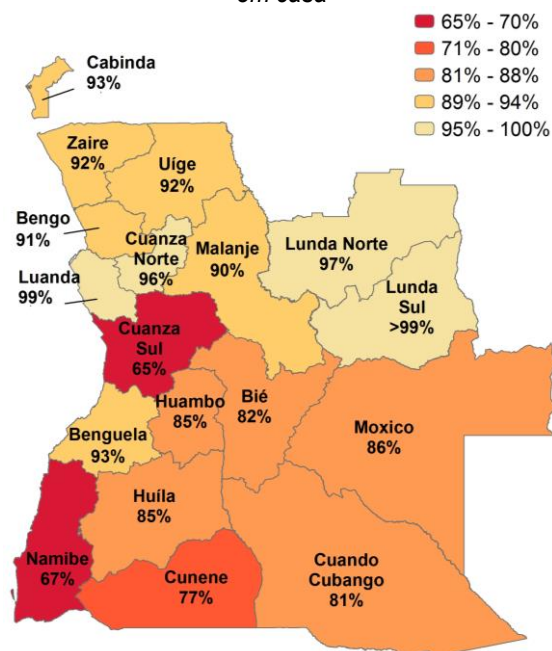 em casa
65% - 70%
71% - 80%
81% - 88%
89% - 94%
95% - 100%
Cabinda
93%
Zaire
92%
Uíge
92%
Bengo
91%
Cuanza
Norte
96%
Malanje
90%
Lunda Norte
97%
Luanda
99%
Lunda
Sul
>99%
Cuanza
Sul
65%
Huambo
85%
Bié
82%
Moxico
86%
Benguela
93%
Huíla
85%
Namibe
67%
Cunene
77%
Cuando
Cubango
81%